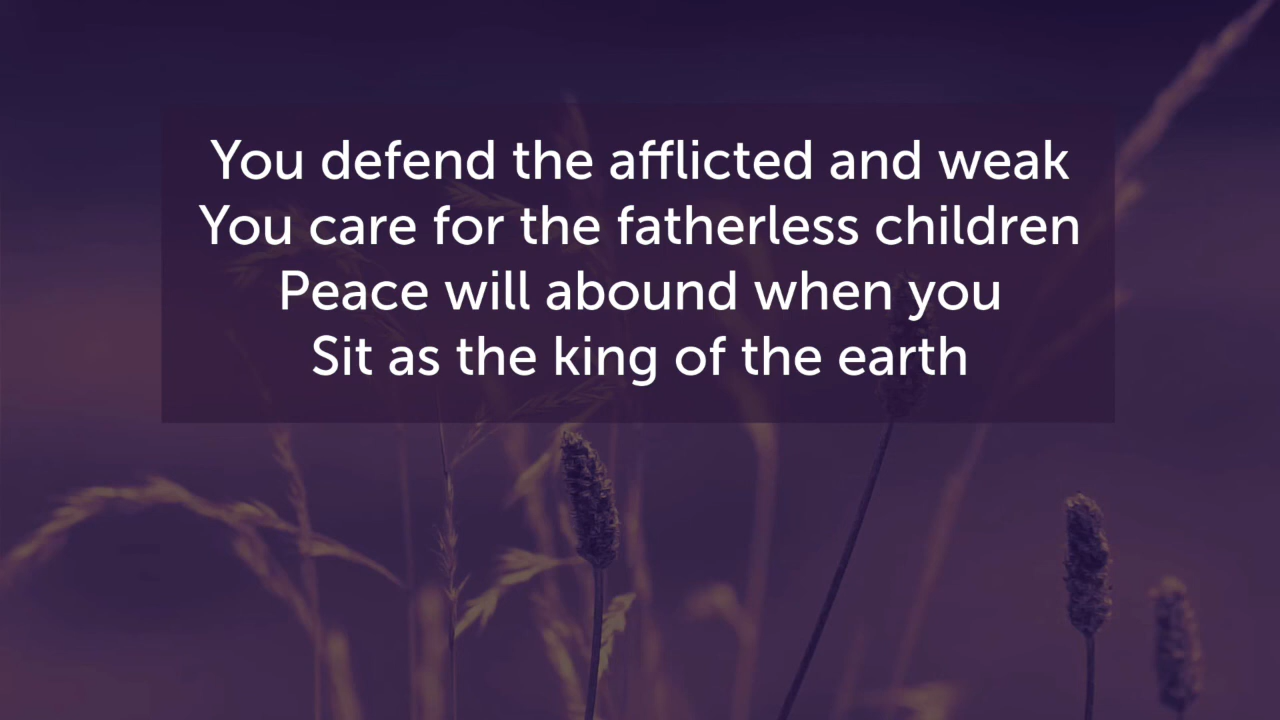 You defend the afflicted and weak
You care for the fatherless children
Peace will abound when you
Sit as the king of the earth